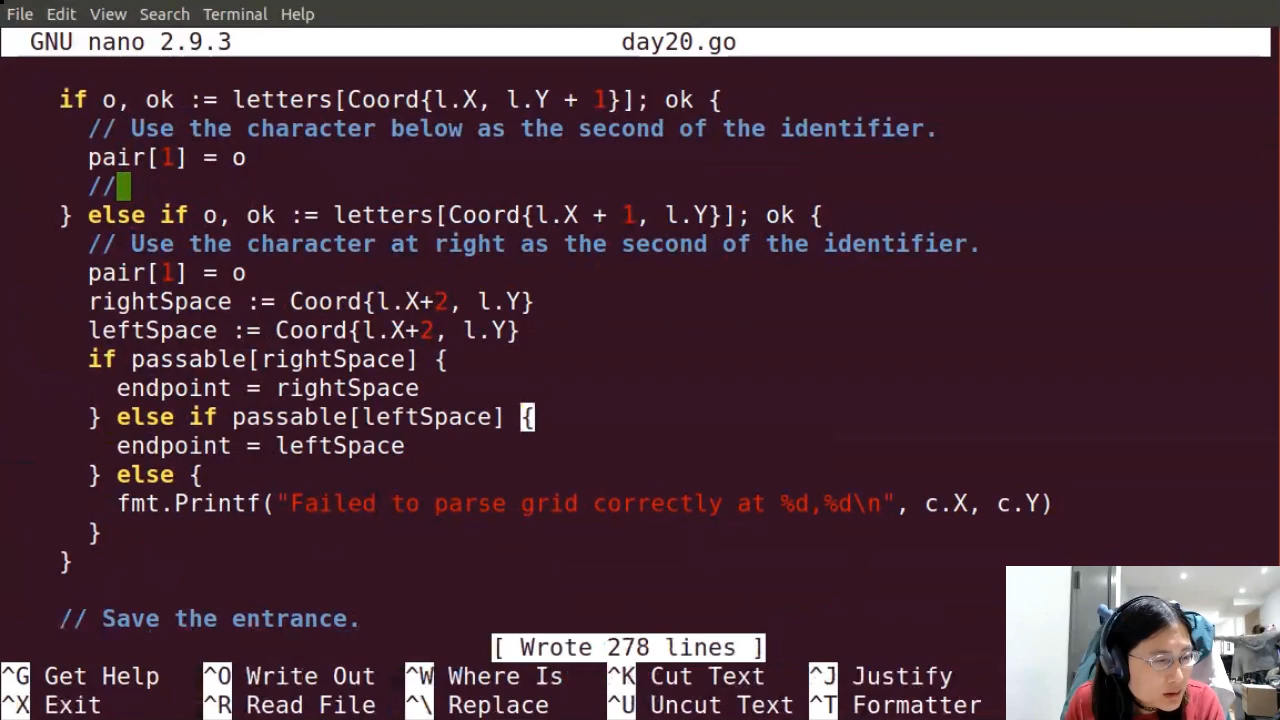 File Edit View Search Terminal Help
GNU nano 2.9.3 day20.go
if o, ok := letters[Coord{l.X, l.Y + 1}]; ok {
// Use the character below as the second of the identifier.
pair[1] = o
//
} else if o, ok := letters[Coord{l.X + 1, l.Y}]; ok {
// Use the character at right as the second of the identifier.
pair[1] = o
rightSpace := Coord{l.X+2, l.Y}
leftSpace := Coord{l.X+2, l.Y}
if passable[rightSpace] {
endpoint = rightSpace
} else if passable[leftSpace] {
endpoint = leftSpace
} else {
fmt.Printf("Failed to parse grid correctly at %d,%d\n", c.X, c.Y)
}
}
// Save the entrance.
[ Wrote 278 lines ]
^G Get Help ^O Write Out ^W Where Is ^K Cut Text ^J Justify
^X Exit ^R Read File ^\ Replace ^U Uncut Text ^T Formatter